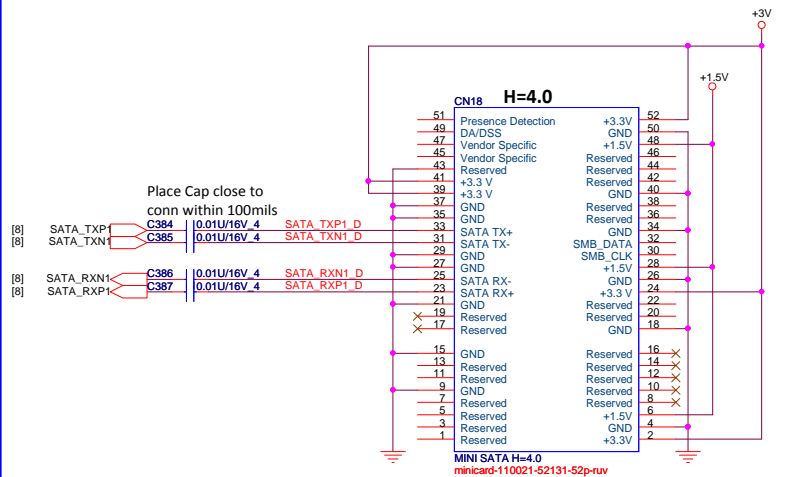 +3V
+1.5V
CN18 H=4.0
51 Presence Detection +3.3V 52
49 DA/DSS GND 50
47 Vendor Specific +1.5V 48
45 Vendor Specific Reserved 46
43 Reserved Reserved 44
41 +3.3 V Reserved 42
39 +3.3 V GND 40
37 GND Reserved 38
35 GND Reserved 36
Place Cap close to
conn within 100mils
[8] SATA_TXP1 C384 0.01U/16V_4 SATA_TXP1_D 33 SATA TX+ GND 34
[8] SATA_TXN1 C385 0.01U/16V_4 SATA_TXN1_D 31 SATA TX- SMB_DATA 32
29 GND SMB_CLK 30
27 GND +1.5V 28
[8] SATA_RXN1 C386 0.01U/16V_4 SATA_RXN1_D 25 SATA RX- GND 26
[8] SATA_RXP1 C387 0.01U/16V_4 SATA_RXP1_D 23 SATA RX+ +3.3 V 24
21 GND Reserved 22
19 Reserved Reserved 20
17 Reserved GND 18
15 GND Reserved 16
13 Reserved Reserved 14
11 Reserved Reserved 12
9 GND Reserved 10
7 Reserved Reserved 8
5 Reserved +1.5V 6
3 Reserved GND 4
1 Reserved +3.3V 2
MINI SATA H=4.0
minicard-110021-52131-52p-ruv